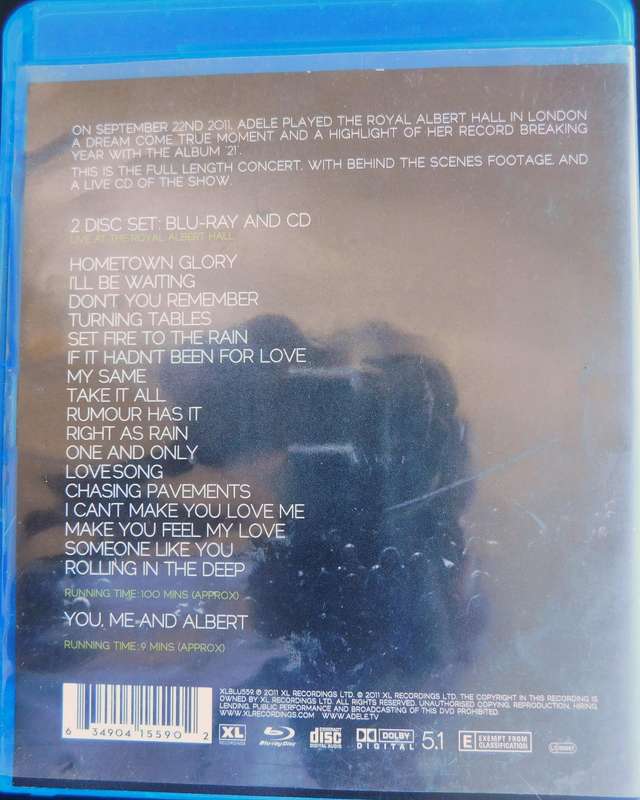 ON SEPTEMBER 22ND 2011, ADELE PLAYED THE ROYAL ALBERT HALL IN LONDON
A DREAM COME TRUE MOMENT AND A HIGHLIGHT OF HER RECORD BREAKING
YEAR WITH THE ALBUM '21'.
THIS IS THE FULL LENGTH CONCERT, WITH BEHIND THE SCENES FOOTAGE, AND
A LIVE CD OF THE SHOW.
2 DISC SET: BLU-RAY AND CD
LIVE AT THE ROYAL ALBERT HALL
HOMETOWN GLORY
I'LL BE WAITING
DON'T YOU REMEMBER
TURNING TABLES
SET FIRE TO THE RAIN
IF IT HADN'T BEEN FOR LOVE
MY SAME
TAKE IT ALL
RUMOUR HAS IT
RIGHT AS RAIN
ONE AND ONLY
LOVESONG
CHASING PAVEMENTS
I CAN'T MAKE YOU LOVE ME
MAKE YOU FEEL MY LOVE
SOMEONE LIKE YOU
ROLLING IN THE DEEP
RUNNING TIME: 100 MINS (APPROX)
YOU, ME AND ALBERT
RUNNING TIME: 9 MINS (APPROX)
XLBLU559. ℗ 2011 XL RECORDINGS LTD. © 2011 XL RECORDINGS LTD. THE COPYRIGHT IN THIS RECORDING IS
OWNED BY XL RECORDINGS LTD. ALL RIGHTS RESERVED. UNAUTHORISED COPYING, REPRODUCTION, HIRING,
LENDING, PUBLIC PERFORMANCE AND BROADCASTING OF THIS DVD PROHIBITED.
WWW.XLRECORDINGS.COM WWW.ADELE.TV
6 34904 15590 2
XL RECORDINGS
Blu-ray Disc
COMPACT disc DIGITAL AUDIO
DOLBY DIGITAL 5.1
E EXEMPT FROM CLASSIFICATION